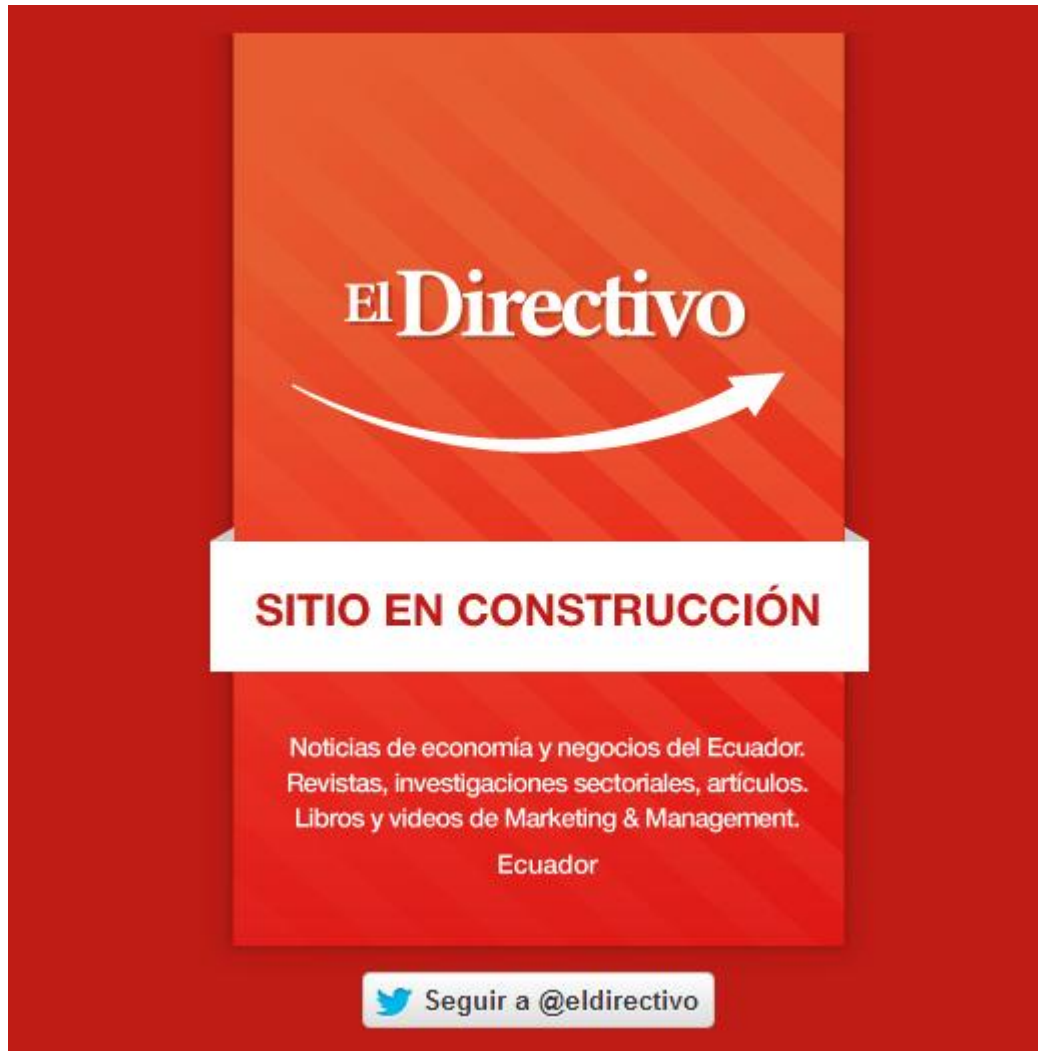 El Directivo
SITIO EN CONSTRUCCIÓN
Noticias de economía y negocios del Ecuador.
Revistas, investigaciones sectoriales, artículos.
Libros y videos de Marketing & Management.
Ecuador
Seguir a @eldirectivo